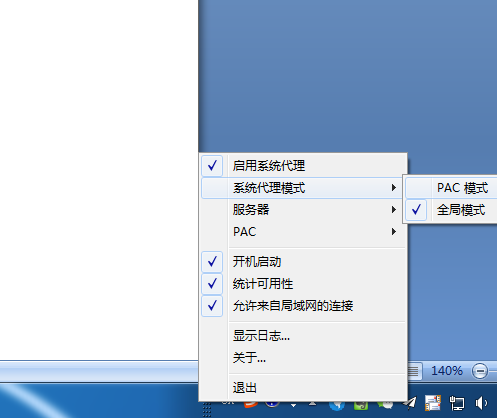 启用系统代理
系统代理模式
PAC 模式
服务器
全局模式
PAC
开机启动
统计可用性
允许来自局域网的连接
显示日志...
关于...
140%
退出